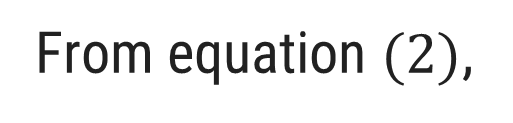 From equation (2),